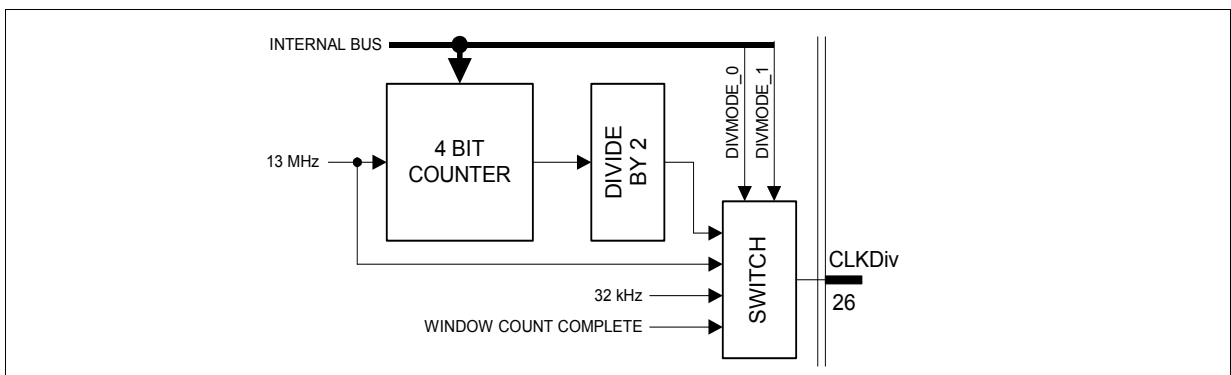 INTERNAL BUS
DIVMODE_0
DIVMODE_1
4 BIT
COUNTER
DIVIDE
BY 2
13 MHz
SWITCH
CLKDiv
26
32 kHz
WINDOW COUNT COMPLETE